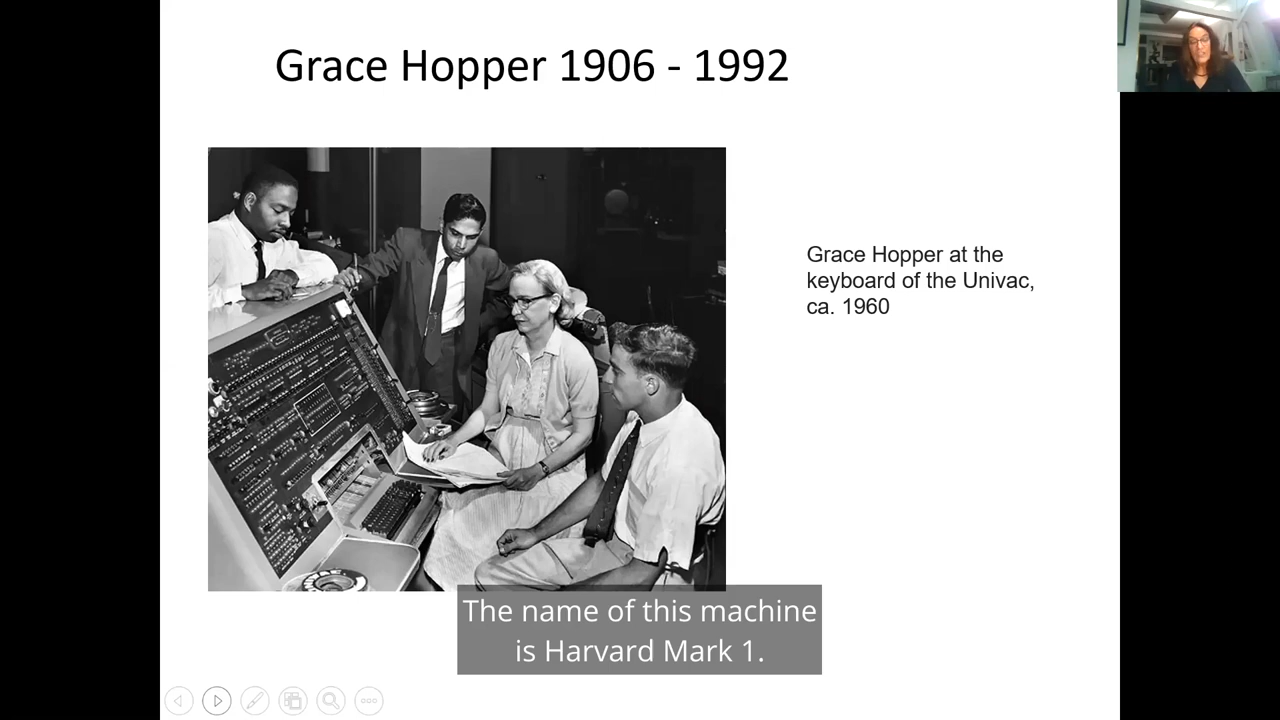 Grace Hopper 1906 - 1992
Grace Hopper at the
keyboard of the Univac,
ca. 1960
The name of this machine
is Harvard Mark 1.